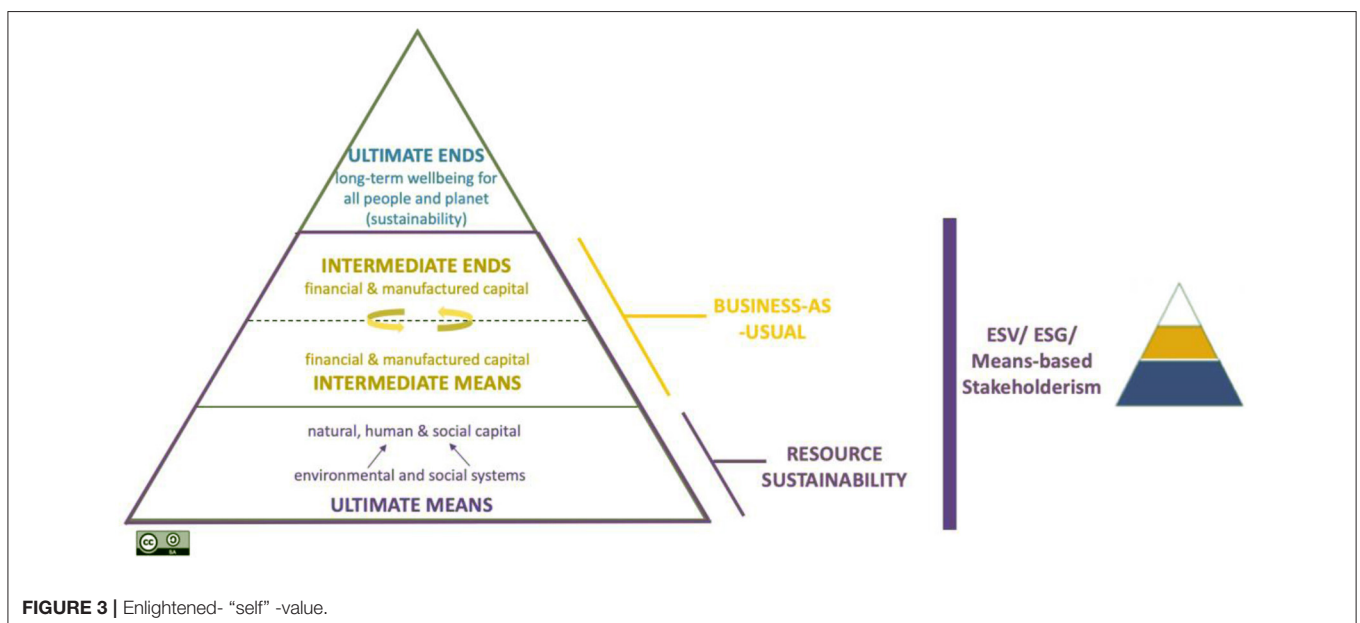 ULTIMATE ENDS
long-term wellbeing for
all people and planet
(sustainability)
INTERMEDIATE ENDS
financial & manufactured capital
financial & manufactured capital
INTERMEDIATE MEANS
natural, human & social capital
environmental and social systems
ULTIMATE MEANS
BUSINESS-AS
-USUAL
RESOURCE
SUSTAINABILITY
ESV/ ESG/
Means-based
Stakeholderism
cc
SA
FIGURE 3 | Enlightened- “self” -value.